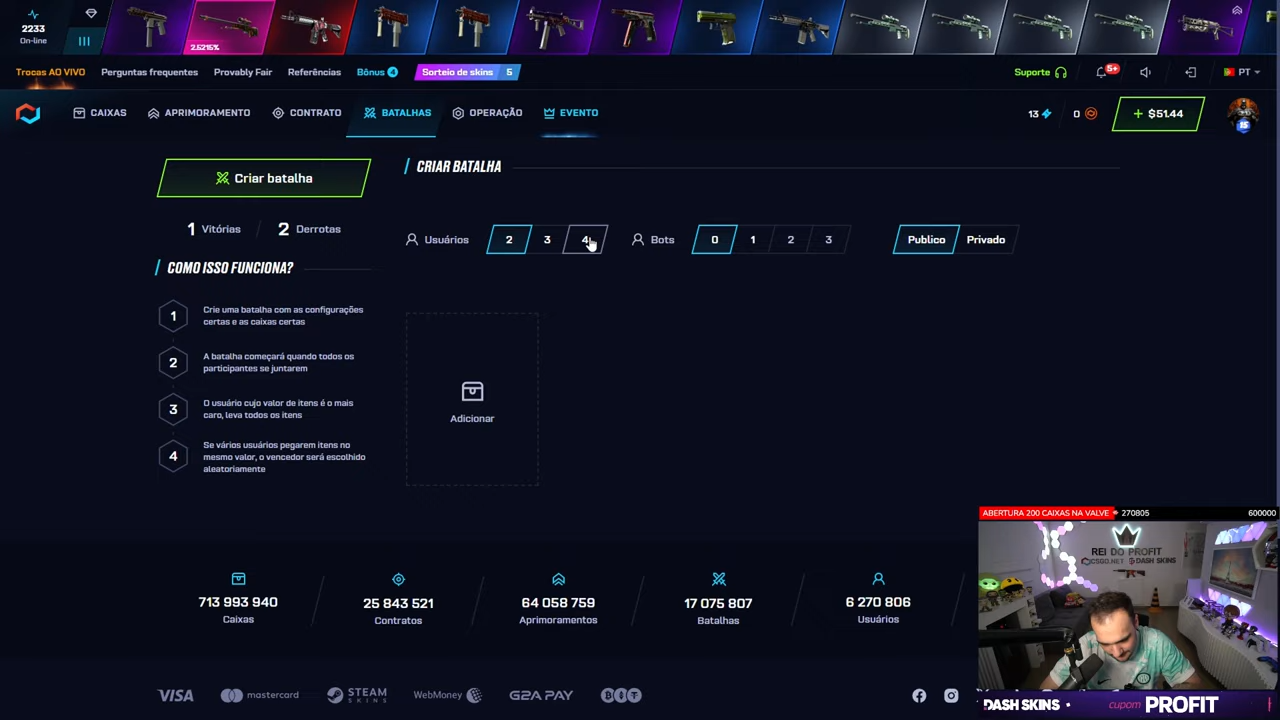 2233
On-line
2.5215%
Trocas AO VIVO
Perguntas frequentes
Provably Fair
Referências
Bônus 4
Sorteio de skins 5
Suporte
5+
PT
CAIXAS
APRIMORAMENTO
CONTRATO
BATALHAS
OPERAÇÃO
EVENTO
13
0
+ $51.44
15
Criar batalha
CRIAR BATALHA
1 Vitórias
2 Derrotas
Usuários
2
3
4
Bots
0
1
2
3
Publico
Privado
COMO ISSO FUNCIONA?
1
Crie uma batalha com as configurações
certas e as caixas certas
2
A batalha começará quando todos os
participantes se juntarem
3
O usuário cujo valor de itens é o mais
caro, leva todos os itens
4
Se vários usuários pegarem itens no
mesmo valor, o vencedor será escolhido
aleatoriamente
Adicionar
ABERTURA 200 CAIXAS NA VALVE
270805
600000
REI DO PROFIT
CSGO.NET DASH SKINS
713 993 940
Caixas
25 843 521
Contratos
64 058 759
Aprimoramentos
17 075 807
Batalhas
6 270 806
Usuários
VISA
mastercard
STEAM
SKINS
WebMoney
G2A PAY
DASH SKINS
cupom PROFIT